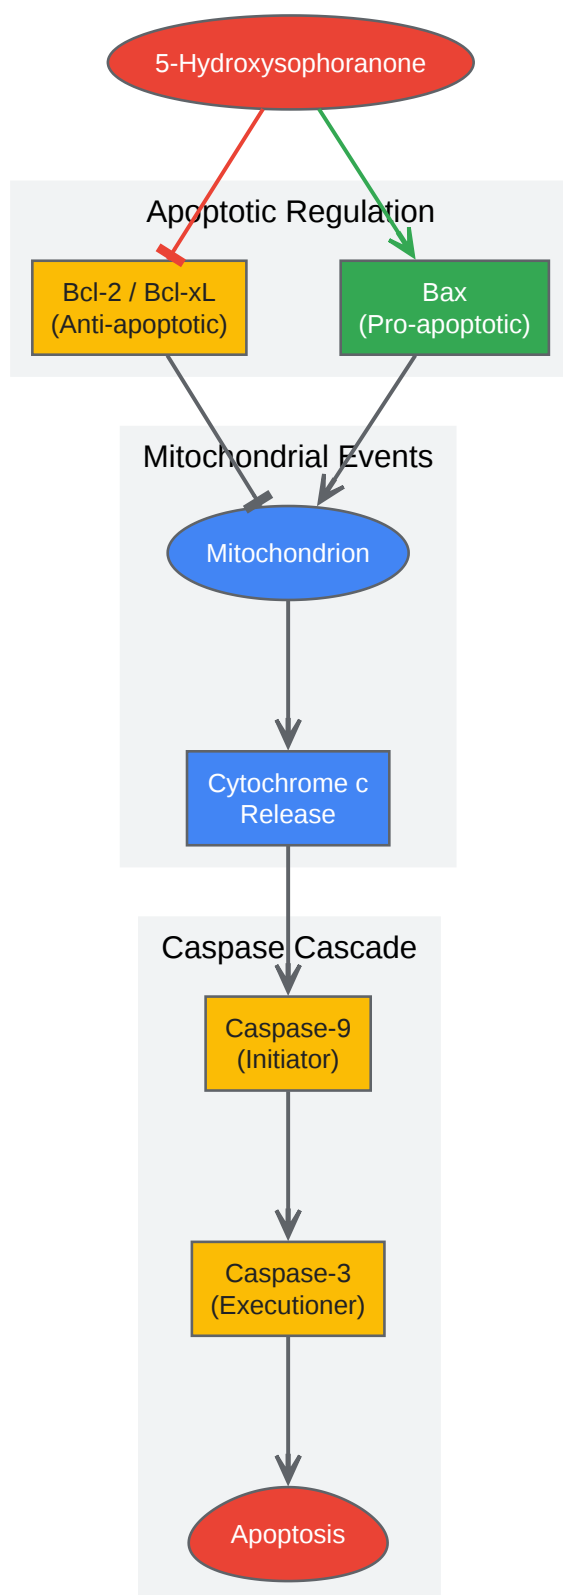 5-Hydroxysophoranone
Apoptotic Regulation
Bcl-2 / Bcl-xL
(Anti-apoptotic)
Bax
(Pro-apoptotic)
Mitochondrial Events
Mitochondrion
Cytochrome c
Release
Caspase Cascade
Caspase-9
(Initiator)
Caspase-3
(Executioner)
Apoptosis